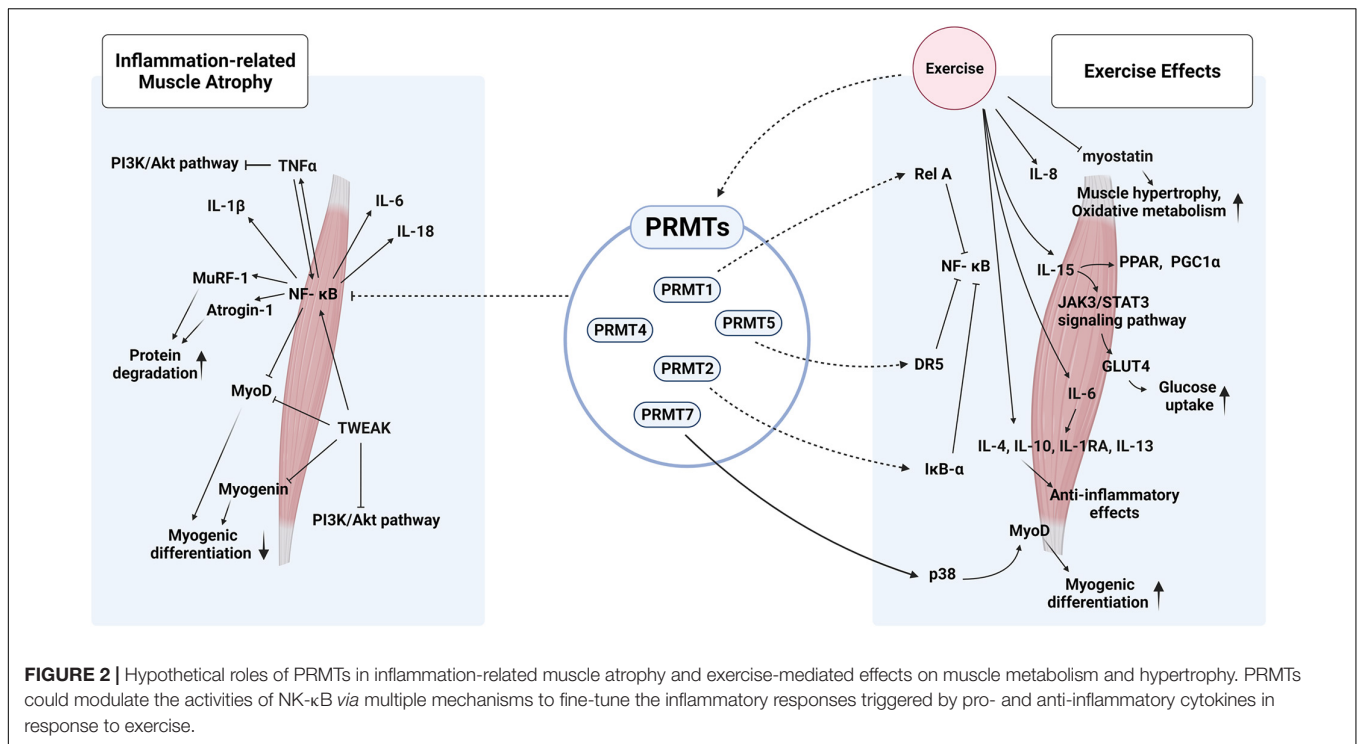 Inflammation-related
Muscle Atrophy
PI3K/Akt pathway
TNFα
IL-1β
IL-6
IL-18
MuRF-1
NF- κB
Atrogin-1
Protein
degradation
MyoD
TWEAK
Myogenin
PI3K/Akt pathway
Myogenic
differentiation
PRMTs
PRMT1
PRMT5
PRMT4
PRMT2
PRMT7
Exercise
Exercise Effects
Rel A
IL-8
myostatin
Muscle hypertrophy,
Oxidative metabolism
NF- κB
IL-15
PPAR, PGC1α
JAK3/STAT3
signaling pathway
DR5
GLUT4
Glucose
uptake
IL-6
IL-4, IL-10, IL-1RA, IL-13
IκB-α
Anti-inflammatory
effects
MyoD
p38
Myogenic
differentiation
FIGURE 2 | Hypothetical roles of PRMTs in inflammation-related muscle atrophy and exercise-mediated effects on muscle metabolism and hypertrophy. PRMTs
could modulate the activities of NK-κB via multiple mechanisms to fine-tune the inflammatory responses triggered by pro- and anti-inflammatory cytokines in
response to exercise.